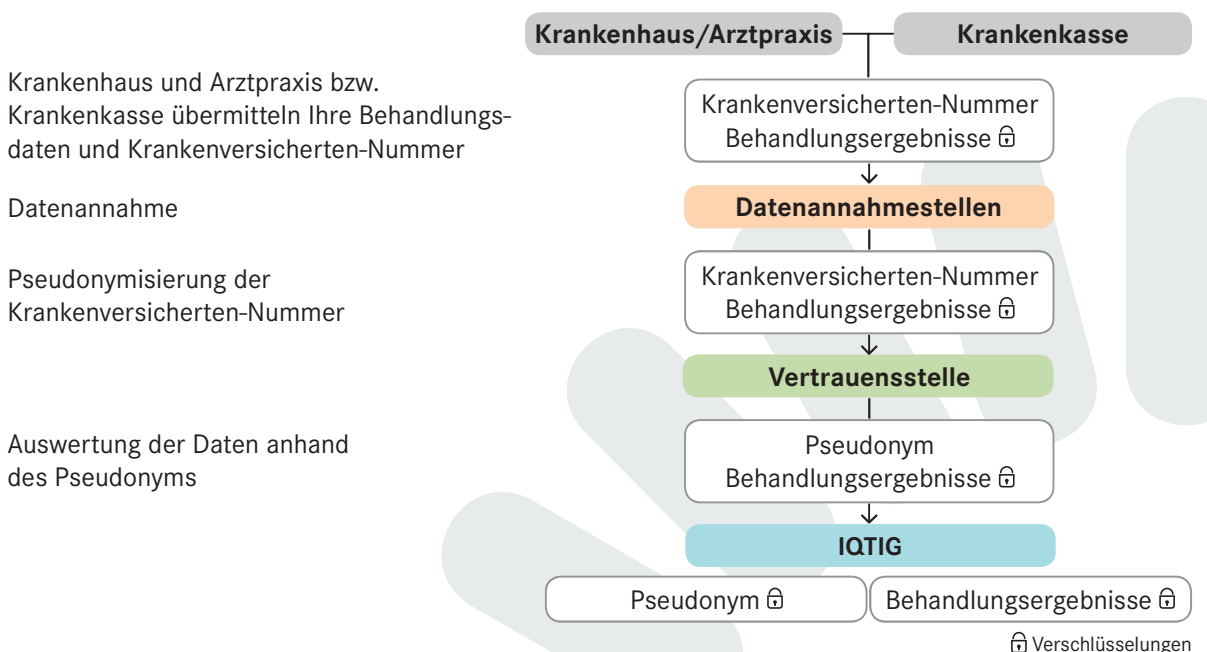 Krankenhaus/Arztpraxis
Krankenkasse
Krankenhaus und Arztpraxis bzw.
Krankenkasse übermitteln Ihre Behandlungs-
daten und Krankenversicherten-Nummer
Krankenversicherten-Nummer
Behandlungsergebnisse
Datenannahme
Datenannahmestellen
Pseudonymisierung der
Krankenversicherten-Nummer
Krankenversicherten-Nummer
Behandlungsergebnisse
Vertrauensstelle
Auswertung der Daten anhand
des Pseudonyms
Pseudonym
Behandlungsergebnisse
IQTIG
Pseudonym
Behandlungsergebnisse
Verschlüsselungen